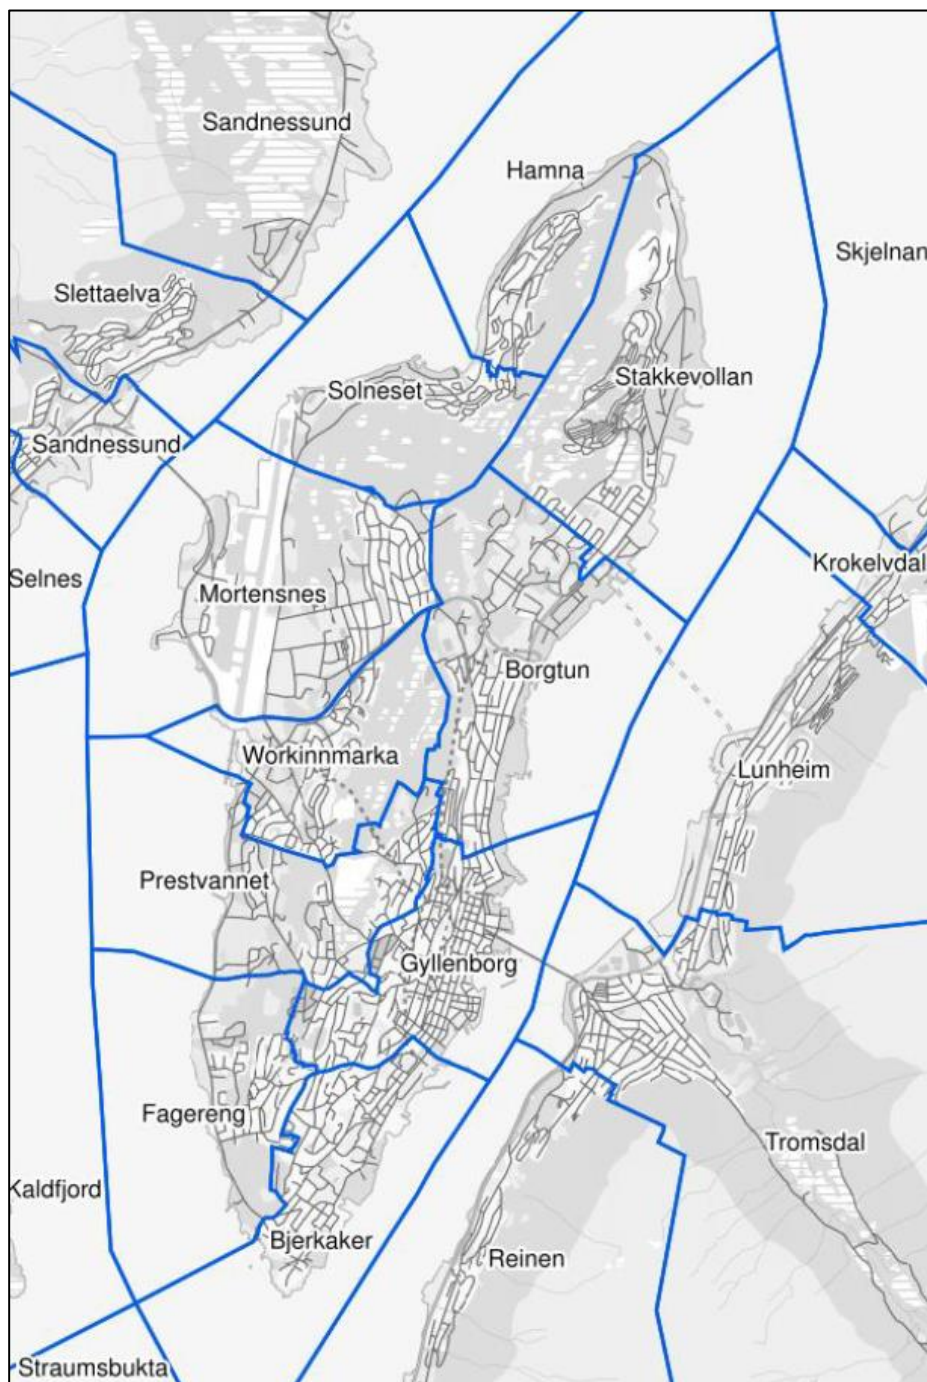 Sandnessund
Hamna
Skjelnan
Slettaelva
Solneset
Stakkevollan
Sandnessund
Krokelvdal
Selnes
Mortensnes
Borgtun
Workinnmarka
Lunheim
Prestvannet
Gyllenborg
Fagereng
Tromsdal
Kaldfjord
Bjerkaker
Reinen
Straumsbukta